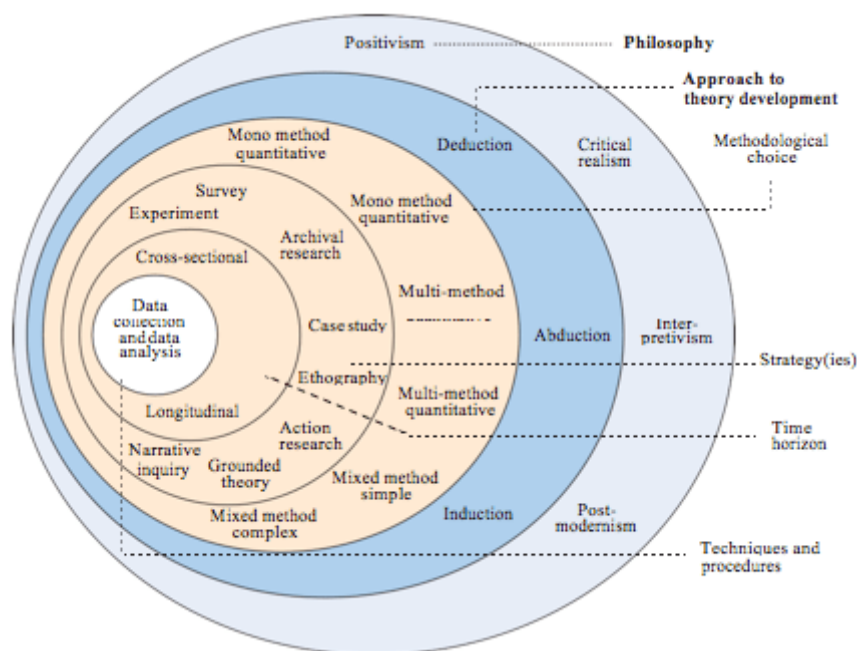 Positivism
Philosophy
Approach to
theory development
Mono method
quantitative
Deduction
Critical
realism
Methodological
choice
Survey
Experiment
Mono method
quantitative
Archival
research
Cross-sectional
Multi-method
Data
collection
and data
analysis
Case study
Abduction
Inter-
pretivism
Strategy(ies)
Ethography
Multi-method
quantitative
Longitudinal
Action
research
Time
horizon
Narrative
inquiry
Grounded
theory
Mixed method
simple
Mixed method
complex
Induction
Post-
modernism
Techniques and
procedures